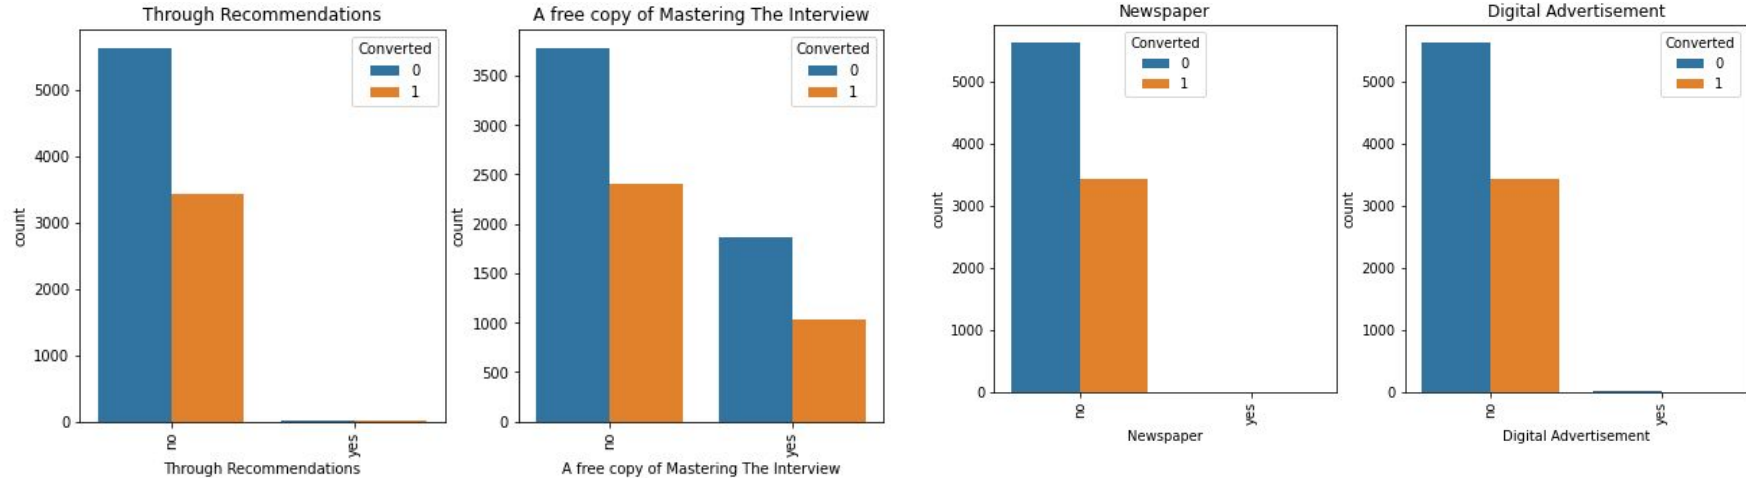 Through Recommendations
Converted
0
1
5000
4000
3000
2000
1000
0
count
no
yes
Through Recommendations
A free copy of Mastering The Interview
Converted
0
1
3500
3000
2500
2000
1500
1000
500
0
count
no
yes
A free copy of Mastering The Interview
Newspaper
Converted
0
1
5000
4000
3000
2000
1000
0
count
no
yes
Newspaper
Digital Advertisement
Converted
0
1
5000
4000
3000
2000
1000
0
count
no
yes
Digital Advertisement